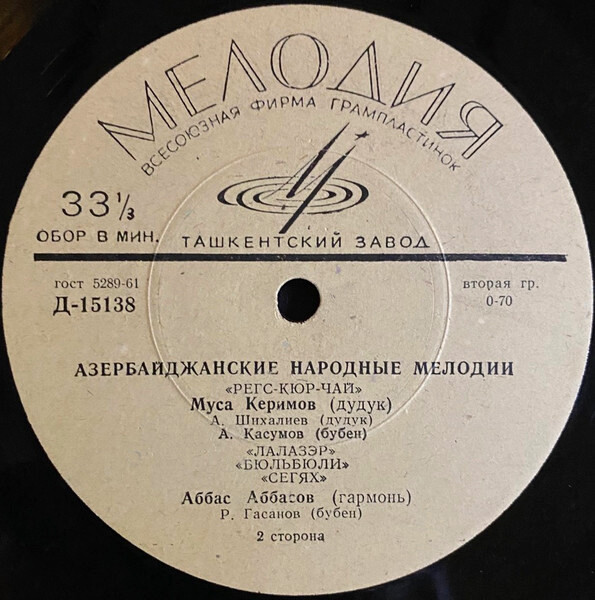 МЕЛОДИЯ
ВСЕСОЮЗНАЯ ФИРМА ГРАМПЛАСТИНОК
33⅓
ОБОР В МИН.
ТАШКЕНТСКИЙ ЗАВОД
гост 5289-61
Д-15138
вторая гр.
0-70
АЗЕРБАЙДЖАНСКИЕ НАРОДНЫЕ МЕЛОДИИ
«РЕГС-КЮР-ЧАЙ»
Муса Керимов (дудук)
А. Шихалиев (дудук)
А. Касумов (бубен)
«ЛАЛАЗЭР»
«БЮЛЬБЮЛИ»
«СЕГЯХ»
Аббас Аббасов (гармонь)
Р. Гасанов (бубен)
2 сторона